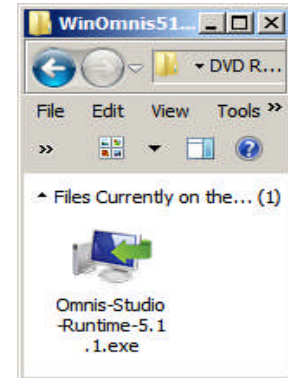 WinOmnis51...
DVD R...
File Edit View Tools »
»
Files Currently on the... (1)
Omnis-Studio
-Runtime-5.1
.1.exe